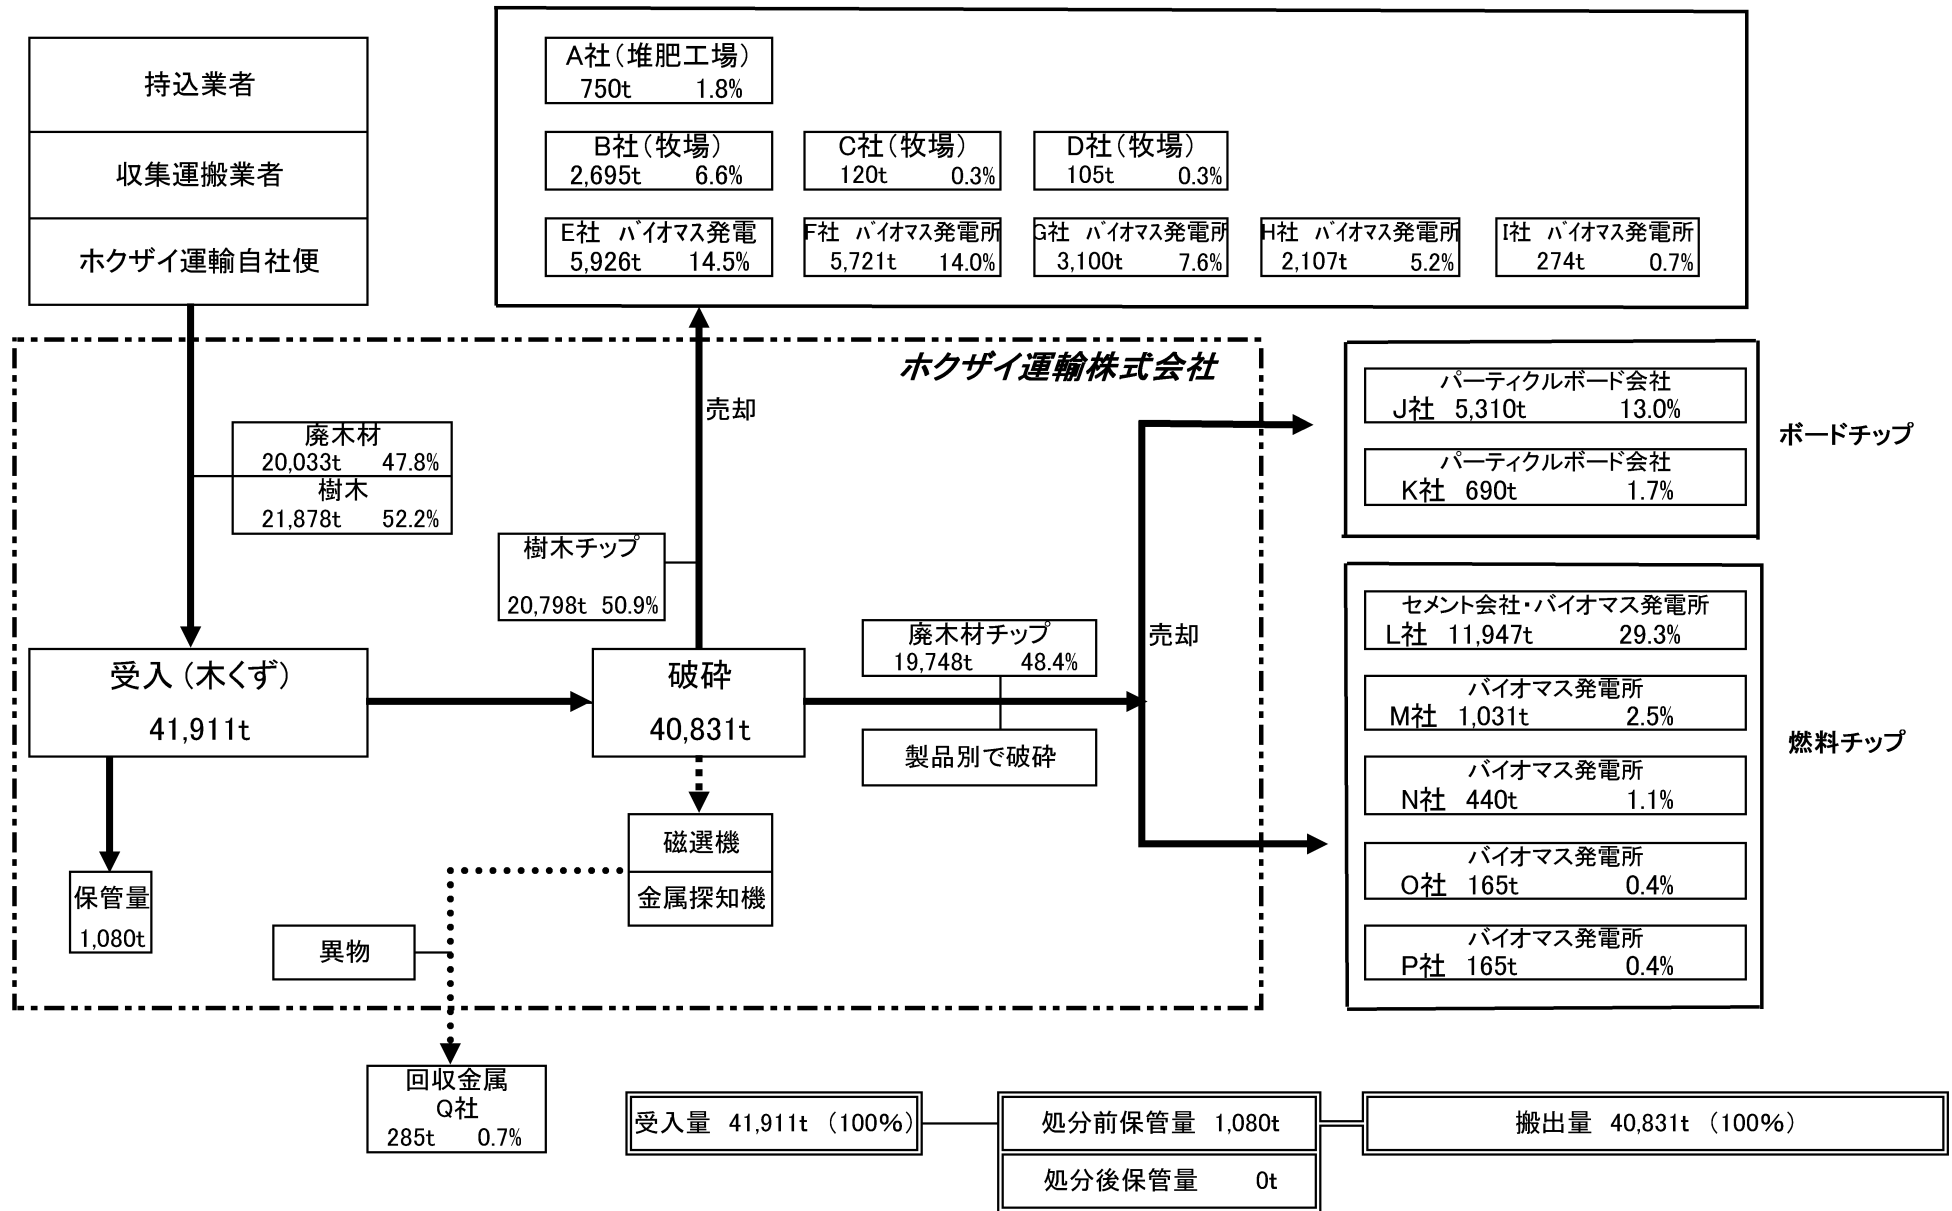 持込業者
収集運搬業者
ホクザイ運輸自社便
A社（堆肥工場）
750t 1.8%
B社（牧場）
2,695t 6.6%
C社（牧場）
120t 0.3%
D社（牧場）
105t 0.3%
E社 バイオマス発電
5,926t 14.5%
F社 バイオマス発電所
5,721t 14.0%
G社 バイオマス発電所
3,100t 7.6%
H社 バイオマス発電所
2,107t 5.2%
I社 バイオマス発電所
274t 0.7%
ホクザイ運輸株式会社
売却
廃木材
20,033t 47.8%
樹木
21,878t 52.2%
樹木チップ
20,798t 50.9%
パーティクルボード会社
J社 5,310t 13.0%
パーティクルボード会社
K社 690t 1.7%
ボードチップ
廃木材チップ
19,748t 48.4%
売却
受入（木くず）
41,911t
破砕
40,831t
製品別で破砕
セメント会社・バイオマス発電所
L社 11,947t 29.3%
バイオマス発電所
M社 1,031t 2.5%
バイオマス発電所
N社 440t 1.1%
バイオマス発電所
O社 165t 0.4%
バイオマス発電所
P社 165t 0.4%
燃料チップ
磁選機
金属探知機
保管量
1,080t
異物
回収金属
Q社
285t 0.7%
受入量 41,911t （100%）
処分前保管量 1,080t
処分後保管量 0t
搬出量 40,831t （100%）